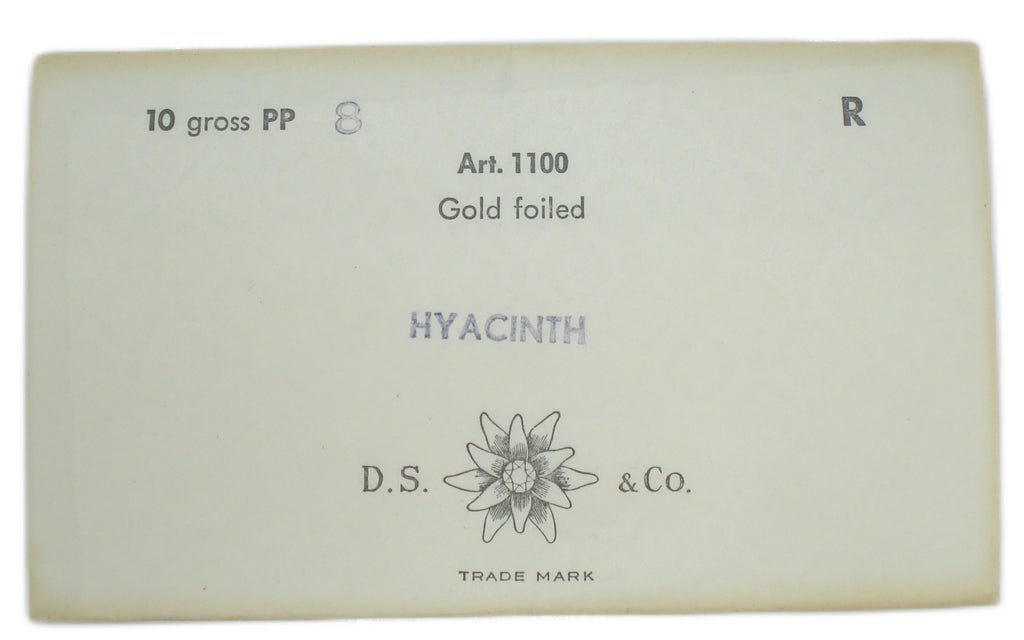 10 gross PP 8 R
Art. 1100
Gold foiled
HYACINTH
D.S. & Co.
TRADE MARK